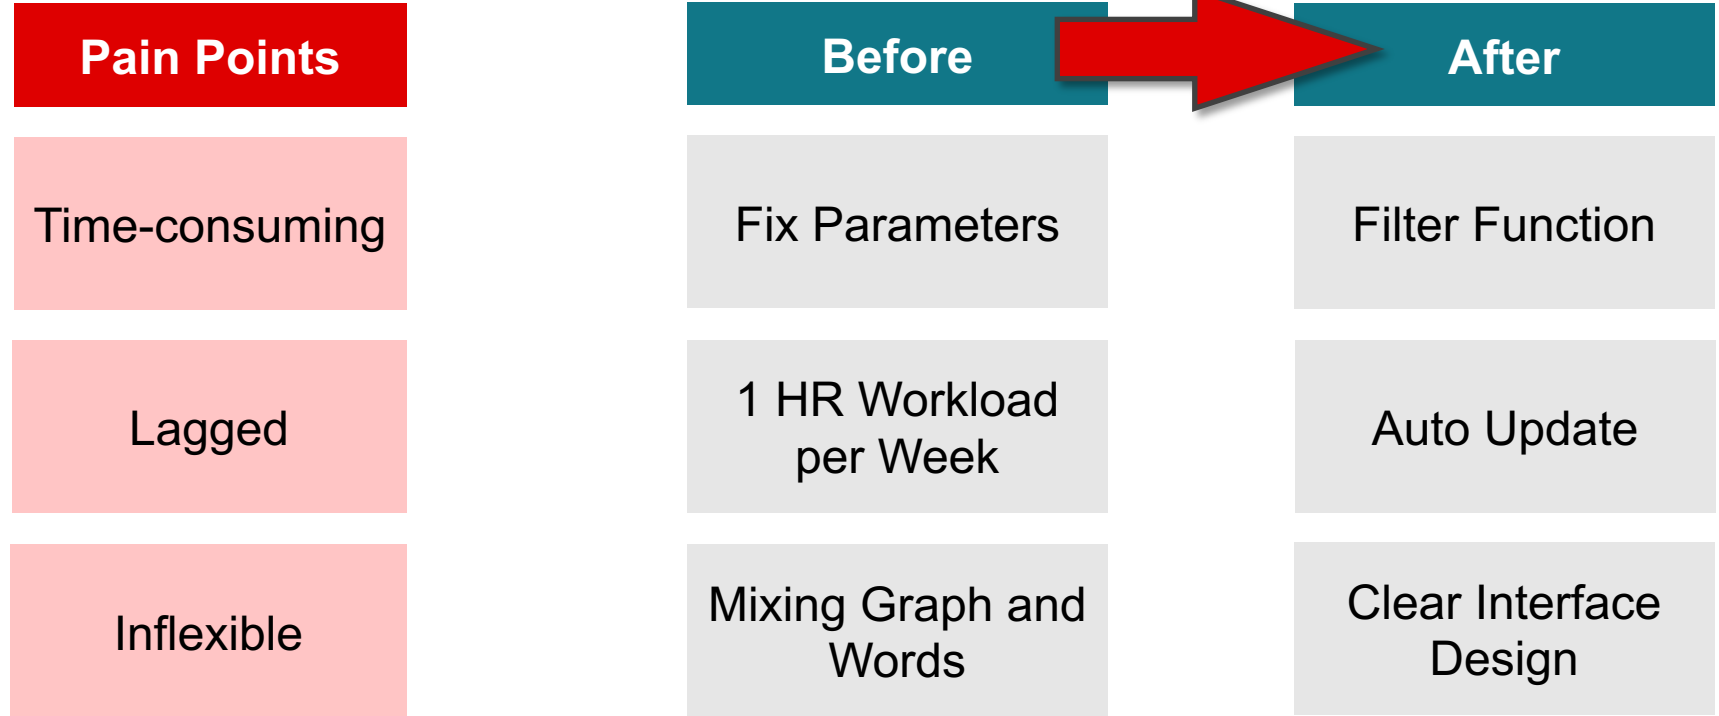 Pain Points
Before
After
Time-consuming
Fix Parameters
Filter Function
Lagged
1 HR Workload
per Week
Auto Update
Inflexible
Mixing Graph and
Words
Clear Interface
Design